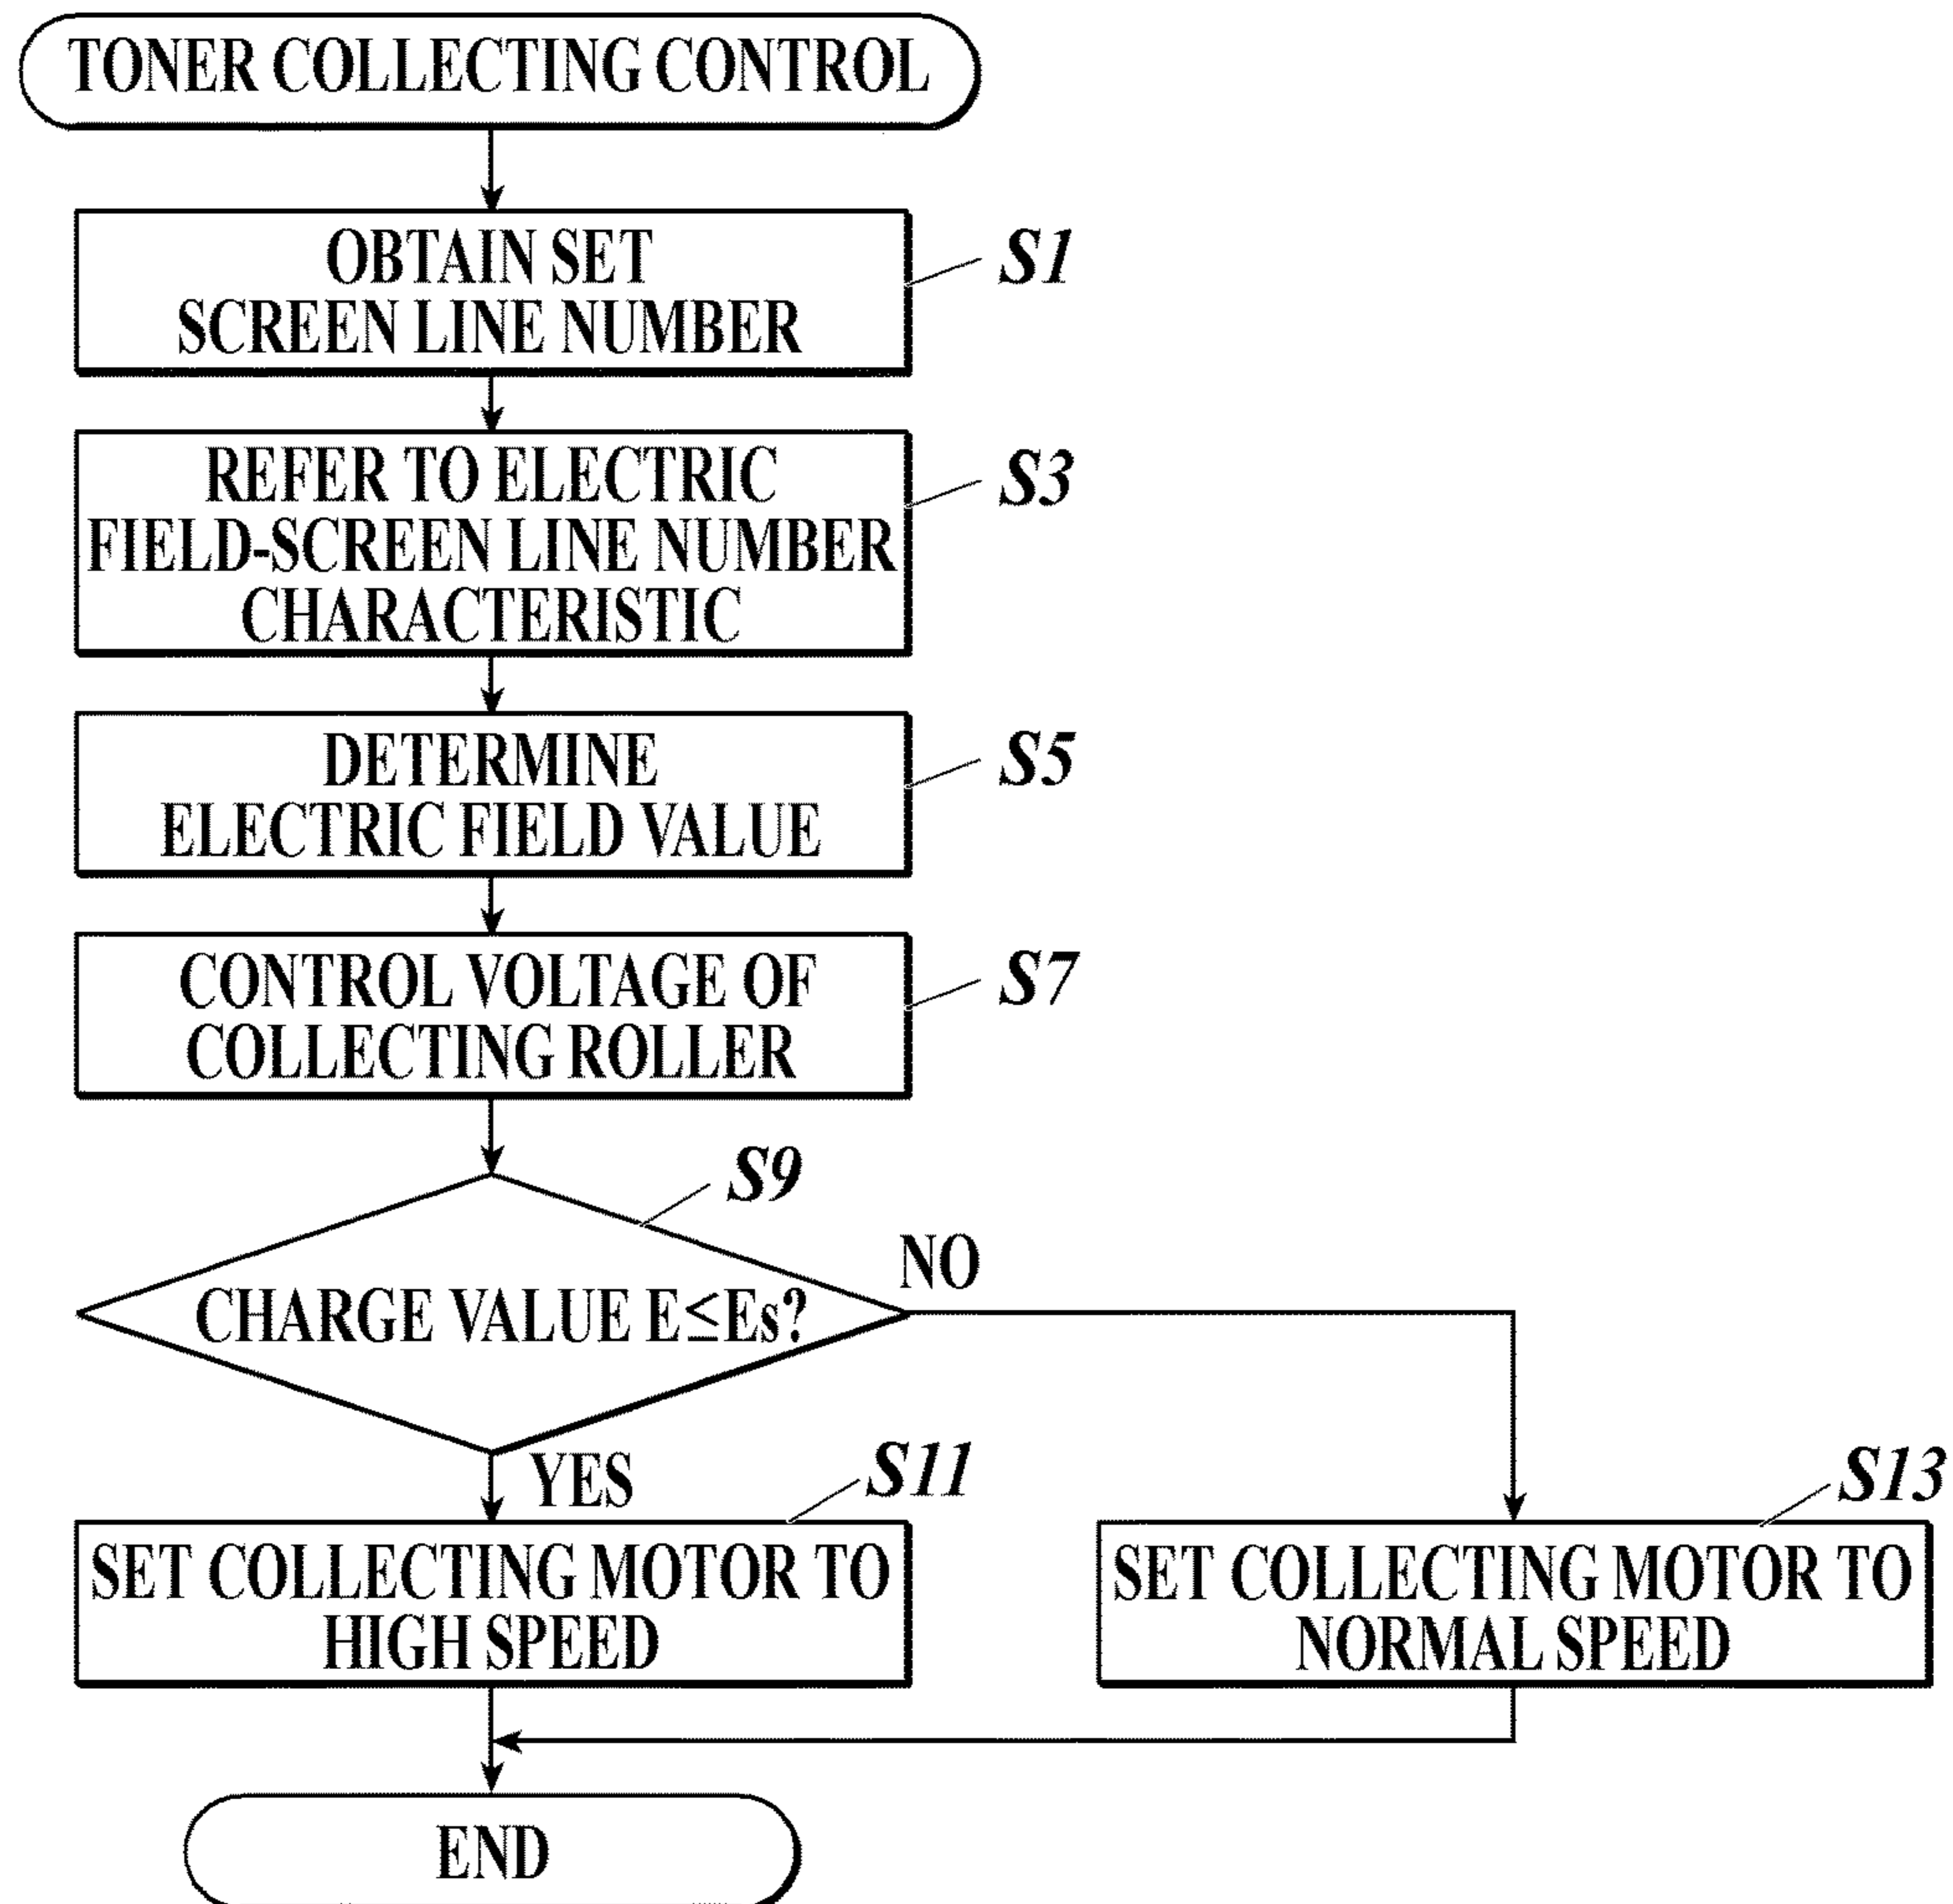 TONER COLLECTING CONTROL
OBTAIN SET
SCREEN LINE NUMBER
S1
REFER TO ELECTRIC
FIELD-SCREEN LINE NUMBER
CHARACTERISTIC
S3
DETERMINE
ELECTRIC FIELD VALUE
S5
CONTROL VOLTAGE OF
COLLECTING ROLLER
S7
S9
CHARGE VALUE E≦Es?
NO
YES
S11
SET COLLECTING MOTOR TO
HIGH SPEED
S13
SET COLLECTING MOTOR TO
NORMAL SPEED
END